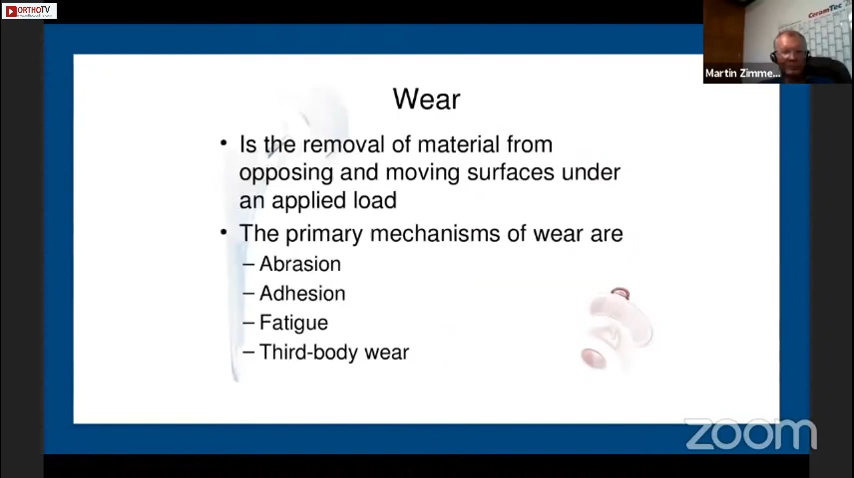 ORTHOTV
CeramTec
Martin Zimme...
Wear
• Is the removal of material from
opposing and moving surfaces under
an applied load
• The primary mechanisms of wear are
– Abrasion
– Adhesion
– Fatigue
– Third-body wear
zoom